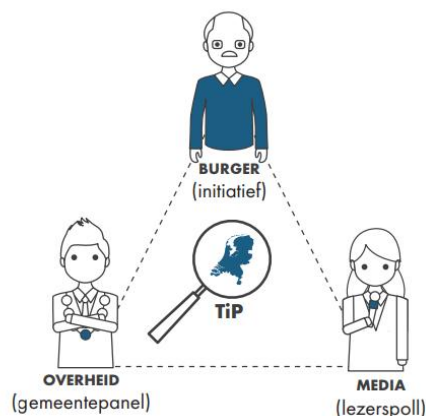 BURGER
(initiatief)
TiP
OVERHEID
(gemeentepanel)
MEDIA
(lezerspoll)